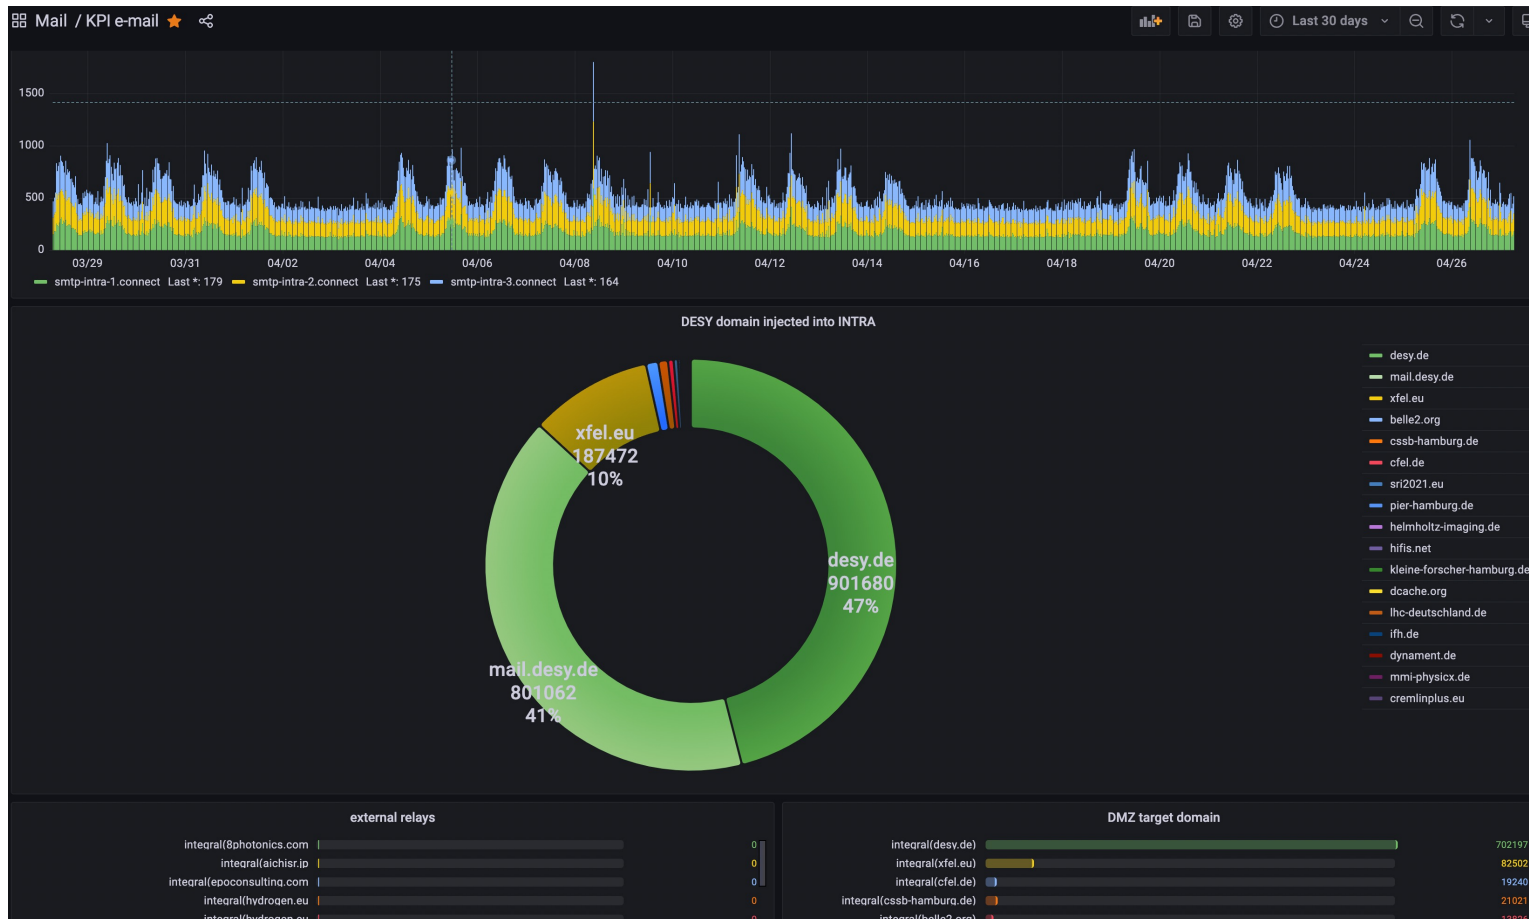 Mail / KPI e-mail
Last 30 days
1500
1000
500
0
03/29 03/31 04/02 04/04 04/06 04/08 04/10 04/12 04/14 04/16 04/18 04/20 04/22 04/24 04/26
smtp-intra-1.connect Last *: 179 smtp-intra-2.connect Last *: 175 smtp-intra-3.connect Last *: 164
DESY domain injected into INTRA
xfel.eu
187472
10%
desy.de
901680
47%
mail.desy.de
801062
41%
desy.de
mail.desy.de
xfel.eu
belle2.org
cssb-hamburg.de
cfel.de
sri2021.eu
pier-hamburg.de
helmholtz-imaging.de
hifis.net
kleine-forscher-hamburg.de
dcache.org
lhc-deutschland.de
ifh.de
dynament.de
mmi-physicx.de
cremlinplus.eu
external relays
integral(8photonics.com 0
integral(aichisr.jp 0
integral(epoconsulting.com 0
integral(hydrogen.eu 0
integral(hydrogen.eu 0
DMZ target domain
integral(desy.de) 702197
integral(xfel.eu) 82502
integral(cfel.de) 19240
integral(cssb-hamburg.de) 21021
integral(belle2.org)